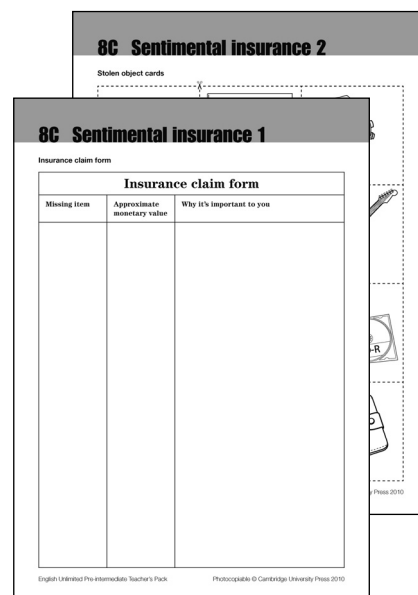 8C Sentimental insurance 2
Stolen object cards
8C Sentimental insurance 1
Insurance claim form
Insurance claim form
Missing item
Approximate
monetary value
Why it's important to you
-R
y Press 2010
English Unlimited Pre-intermediate Teacher's Pack
Photocopiable © Cambridge University Press 2010